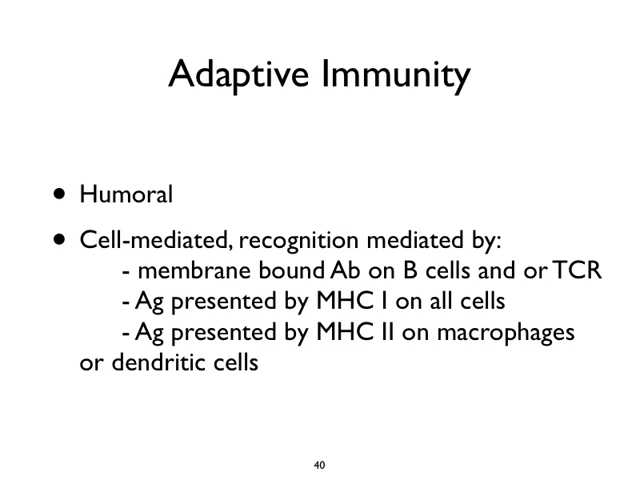 Adaptive Immunity
• Humoral
• Cell-mediated, recognition mediated by:
- membrane bound Ab on B cells and or TCR
- Ag presented by MHC I on all cells
- Ag presented by MHC II on macrophages
or dendritic cells
40